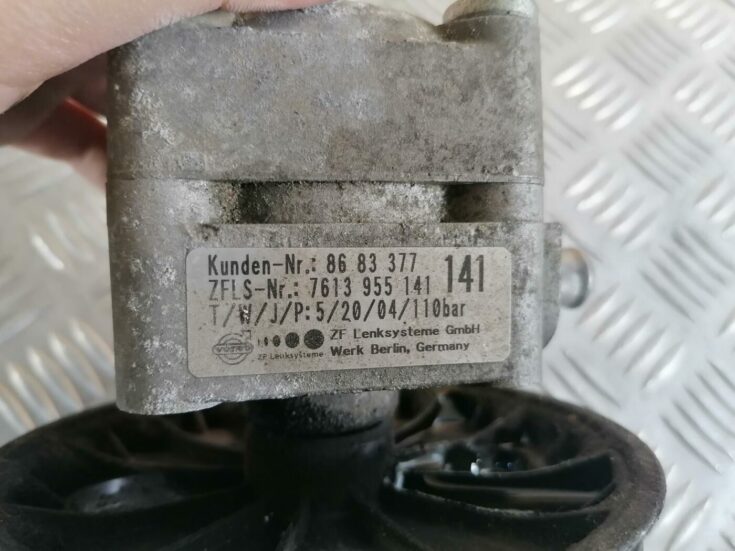 Kunden-Nr.: 86 83 377
ZFLS-Nr.: 7613 955 141 141
T/W/J/P:5/20/04/110bar
VOLVO ZF Lenksysteme ZF Lenksysteme GmbH
Werk Berlin, Germany